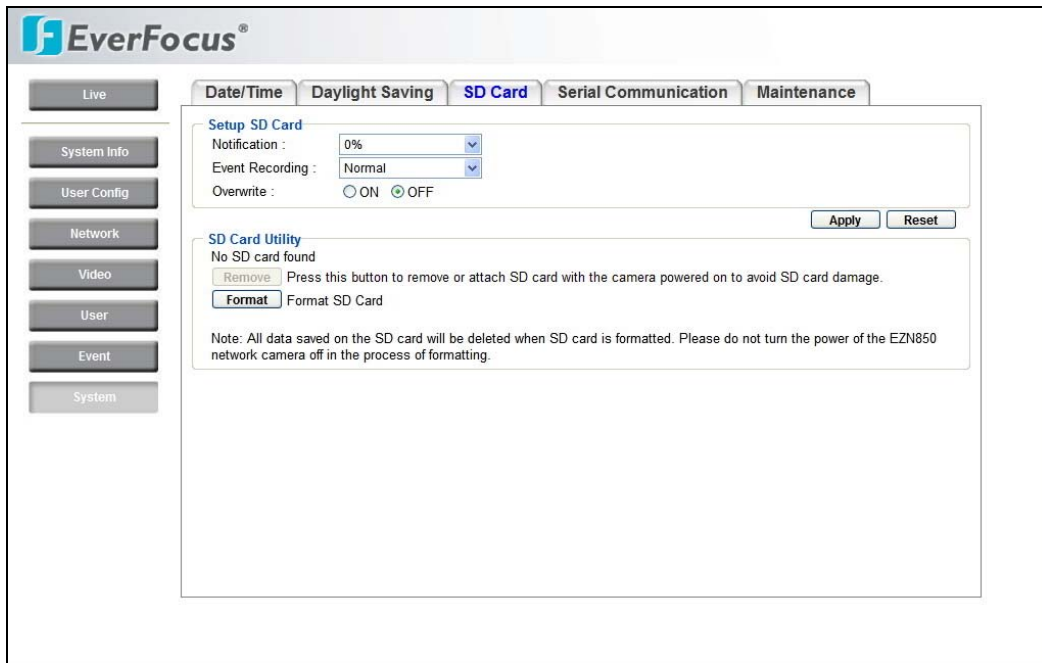 EverFocus®
Live
System Info
User Config
Network
Video
User
Event
System
Date/Time Daylight Saving SD Card Serial Communication Maintenance
Setup SD Card
Notification : 0%
Event Recording : Normal
Overwrite : ON OFF
Apply Reset
SD Card Utility
No SD card found
Remove Press this button to remove or attach SD card with the camera powered on to avoid SD card damage.
Format Format SD Card
Note: All data saved on the SD card will be deleted when SD card is formatted. Please do not turn the power of the EZN850
network camera off in the process of formatting.